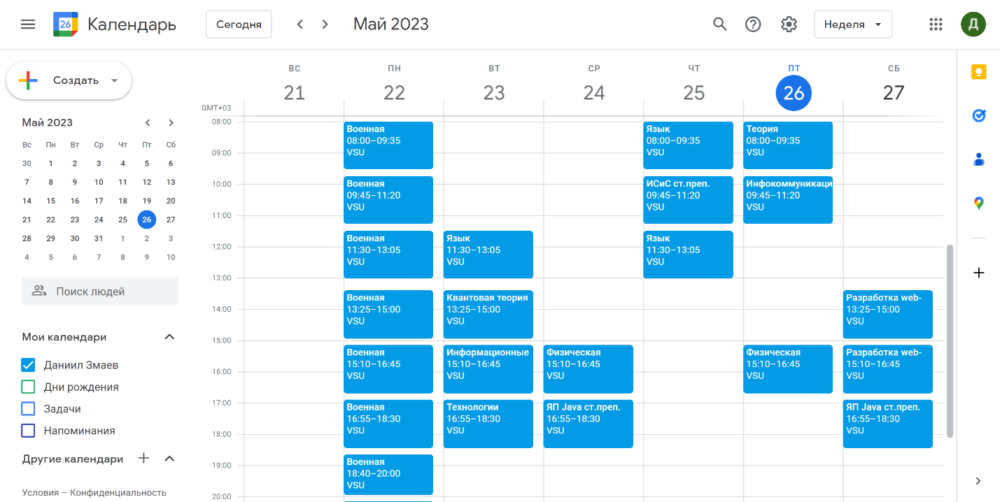 26 Календарь
Сегодня
Май 2023
Неделя
Д
Создать
Май 2023
Вс Пн Вт Ср Чт Пт Сб
30 1 2 3 4 5 6
7 8 9 10 11 12 13
14 15 16 17 18 19 20
21 22 23 24 25 26 27
28 29 30 31 1 2 3
4 5 6 7 8 9 10
Поиск людей
Мои календари
Даниил Змаев
Дни рождения
Задачи
Напоминания
Другие календари
Условия – Конфиденциальность
ВС ПН ВТ СР ЧТ ПТ СБ
21 22 23 24 25 26 27
GMT+03
08:00
09:00
10:00
11:00
12:00
13:00
14:00
15:00
16:00
17:00
18:00
19:00
20:00
Военная
08:00–09:35
VSU
Военная
09:45–11:20
VSU
Военная
11:30–13:05
VSU
Военная
13:25–15:00
VSU
Военная
15:10–16:45
VSU
Военная
16:55–18:30
VSU
Военная
18:40–20:00
VSU
Язык
11:30–13:05
VSU
Квантовая теория
13:25–15:00
VSU
Информационные
15:10–16:45
VSU
Технологии
16:55–18:30
VSU
Физическая
15:10–16:45
VSU
ЯП Java ст.преп.
16:55–18:30
VSU
Язык
08:00–09:35
VSU
ИСиС ст.преп.
09:45–11:20
VSU
Язык
11:30–13:05
VSU
Теория
08:00–09:35
VSU
Инфокоммуникаци
09:45–11:20
VSU
Физическая
15:10–16:45
VSU
Разработка web-
13:25–15:00
VSU
Разработка web-
15:10–16:45
VSU
ЯП Java ст.преп.
16:55–18:30
VSU